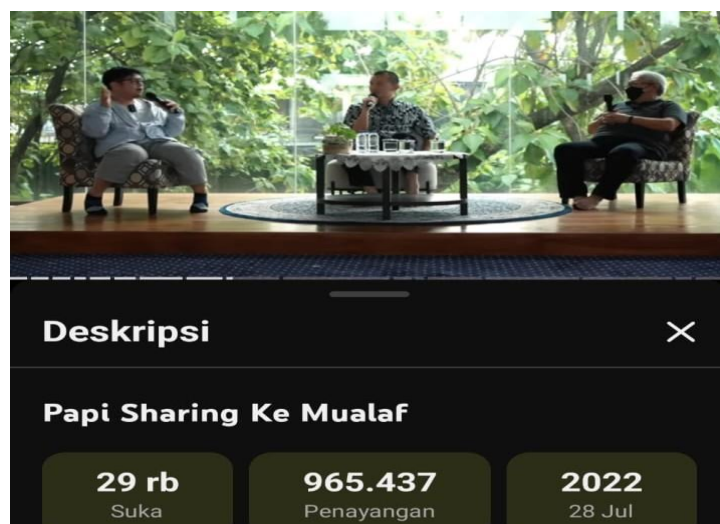 Deskripsi
Papi Sharing Ke Mualaf
29 rb 965.437 2022
Suka Penayangan 28 Jul